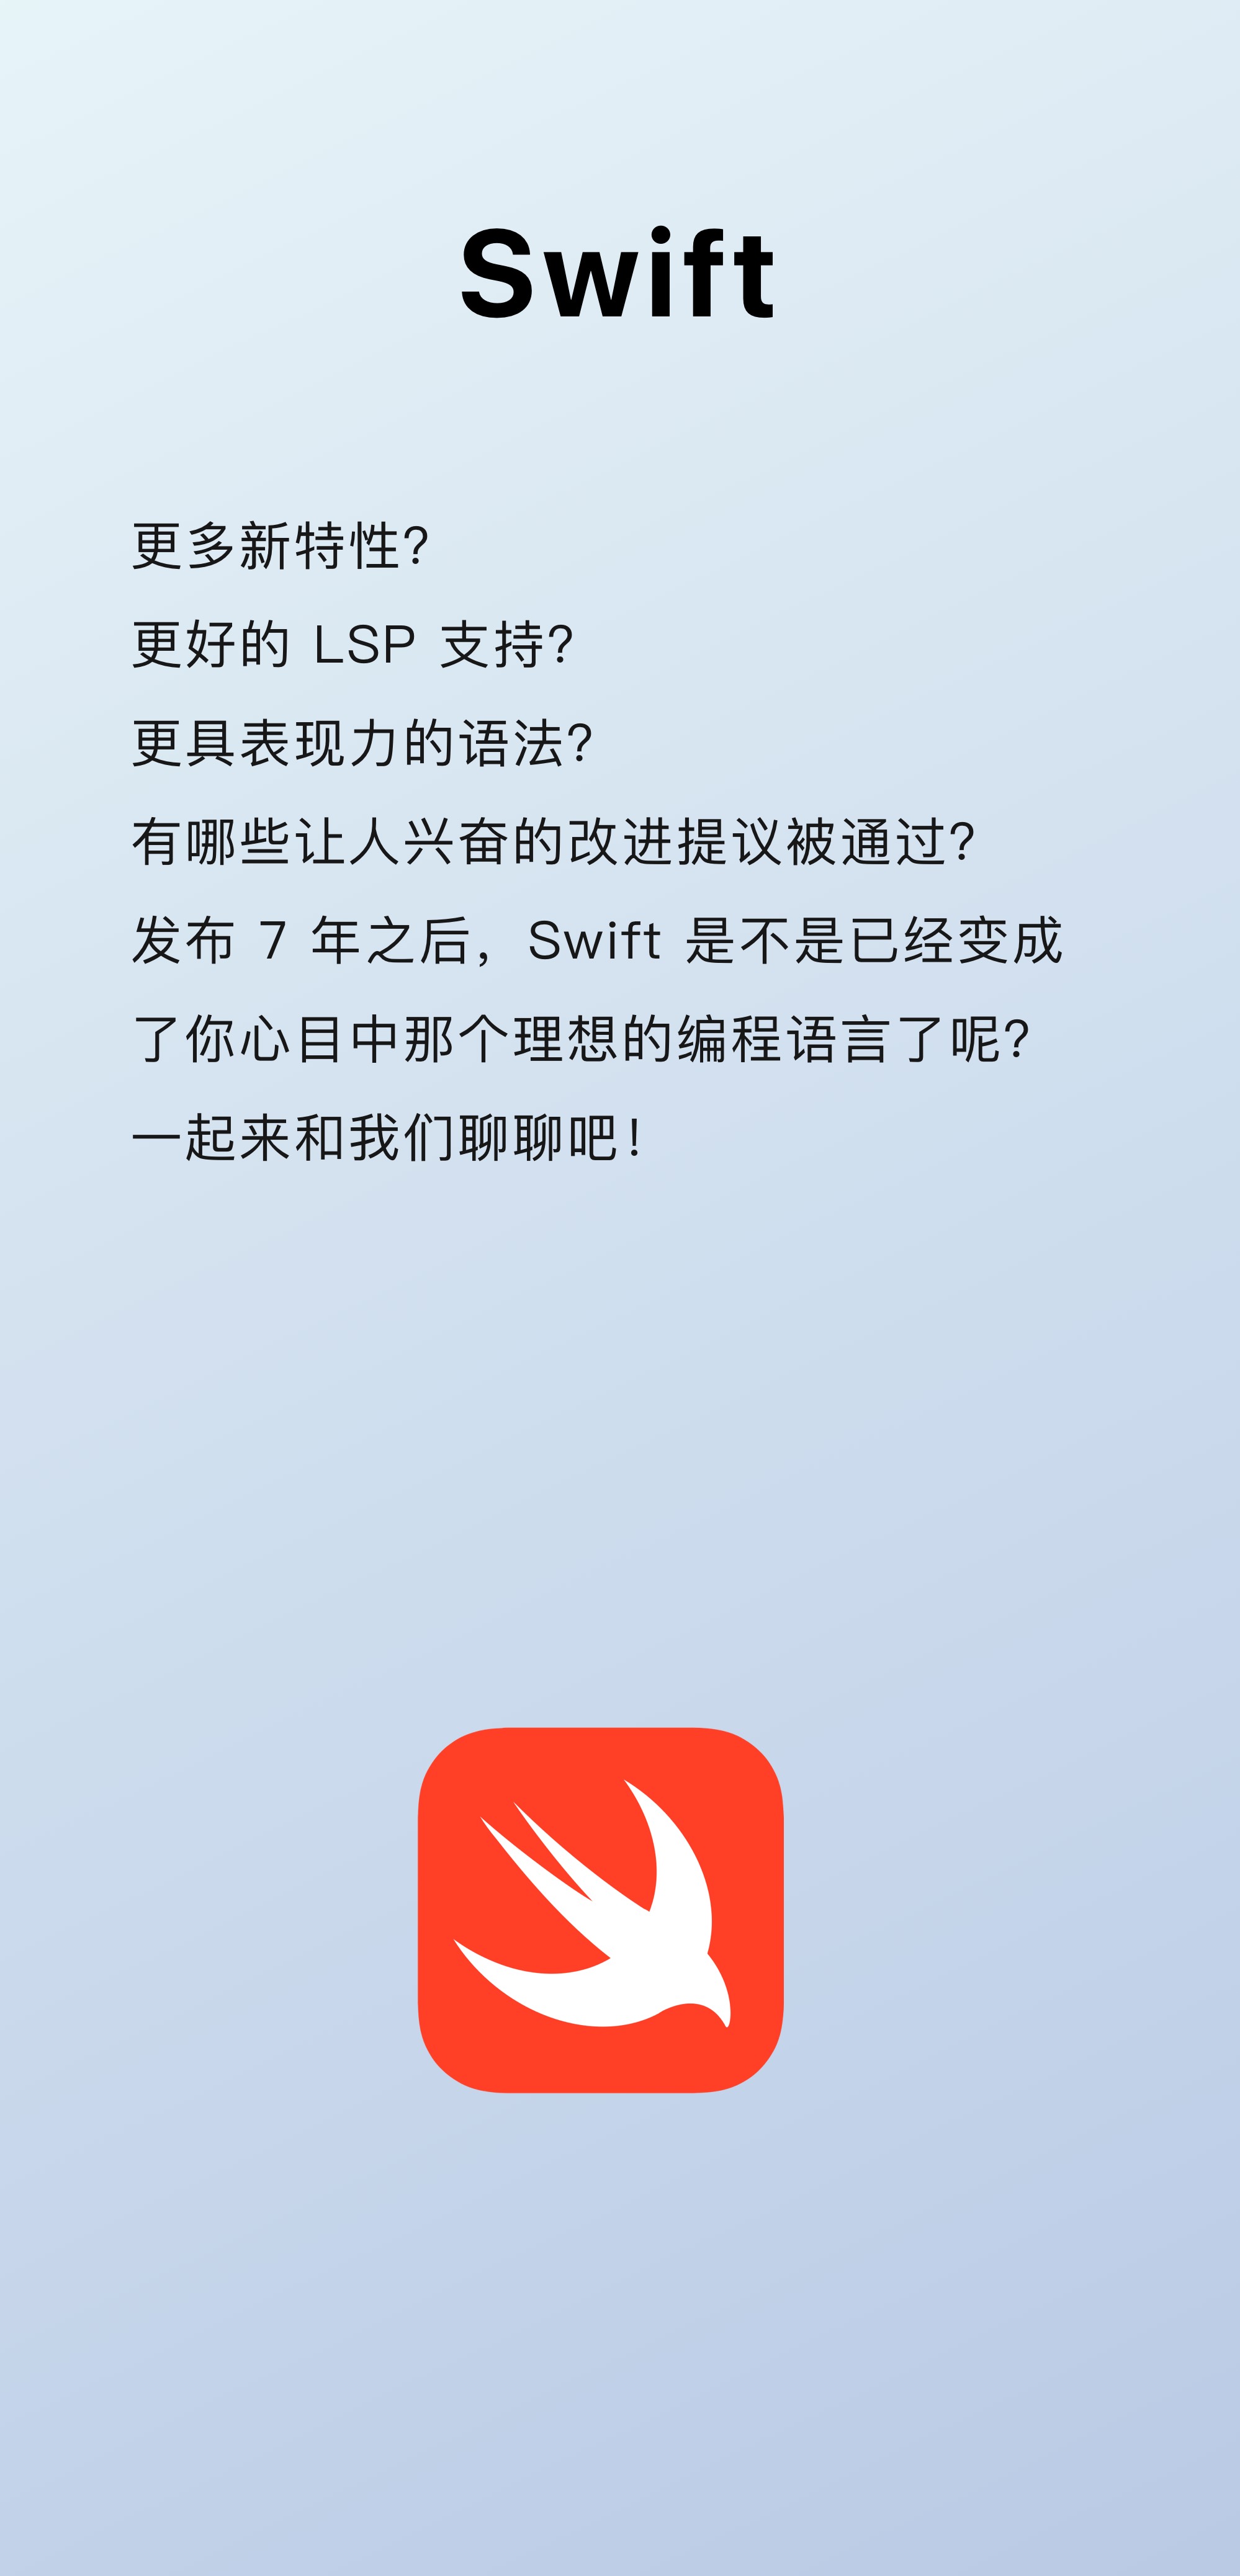 Swift
更多新特性？
更好的 LSP 支持？
更具表现力的语法？
有哪些让人兴奋的改进提议被通过？
发布 7 年之后，Swift 是不是已经变成
了你心目中那个理想的编程语言了呢？
一起来和我们聊聊吧！